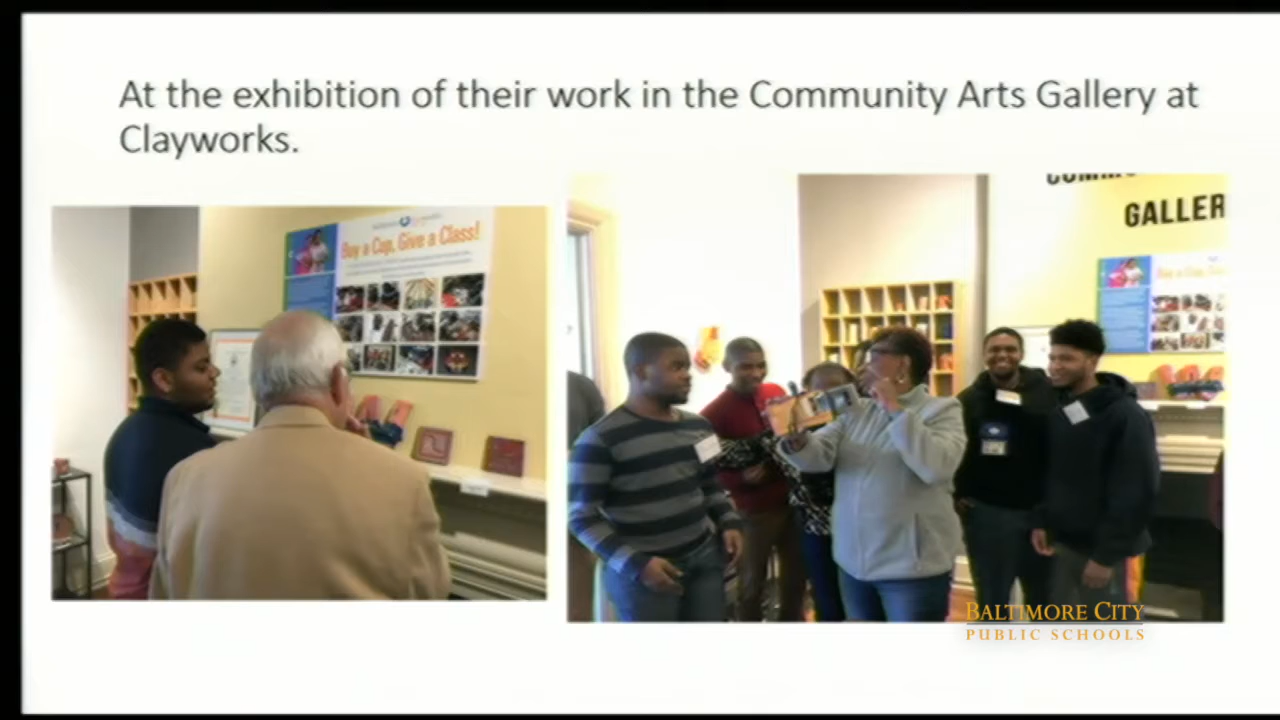 At the exhibition of their work in the Community Arts Gallery at
Clayworks.
Buy a Cup, Give a Class!
GALLER
BALTIMORE CITY
PUBLIC SCHOOLS